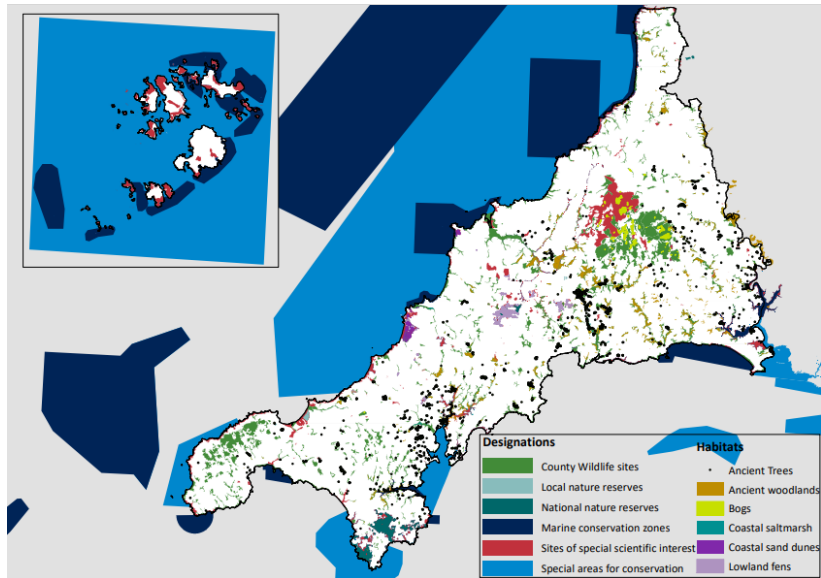 Designations
County Wildlife sites
Local nature reserves
National nature reserves
Marine conservation zones
Sites of special scientific interest
Special areas for conservation
Habitats
Ancient Trees
Ancient woodlands
Bogs
Coastal saltmarsh
Coastal sand dunes
Lowland fens